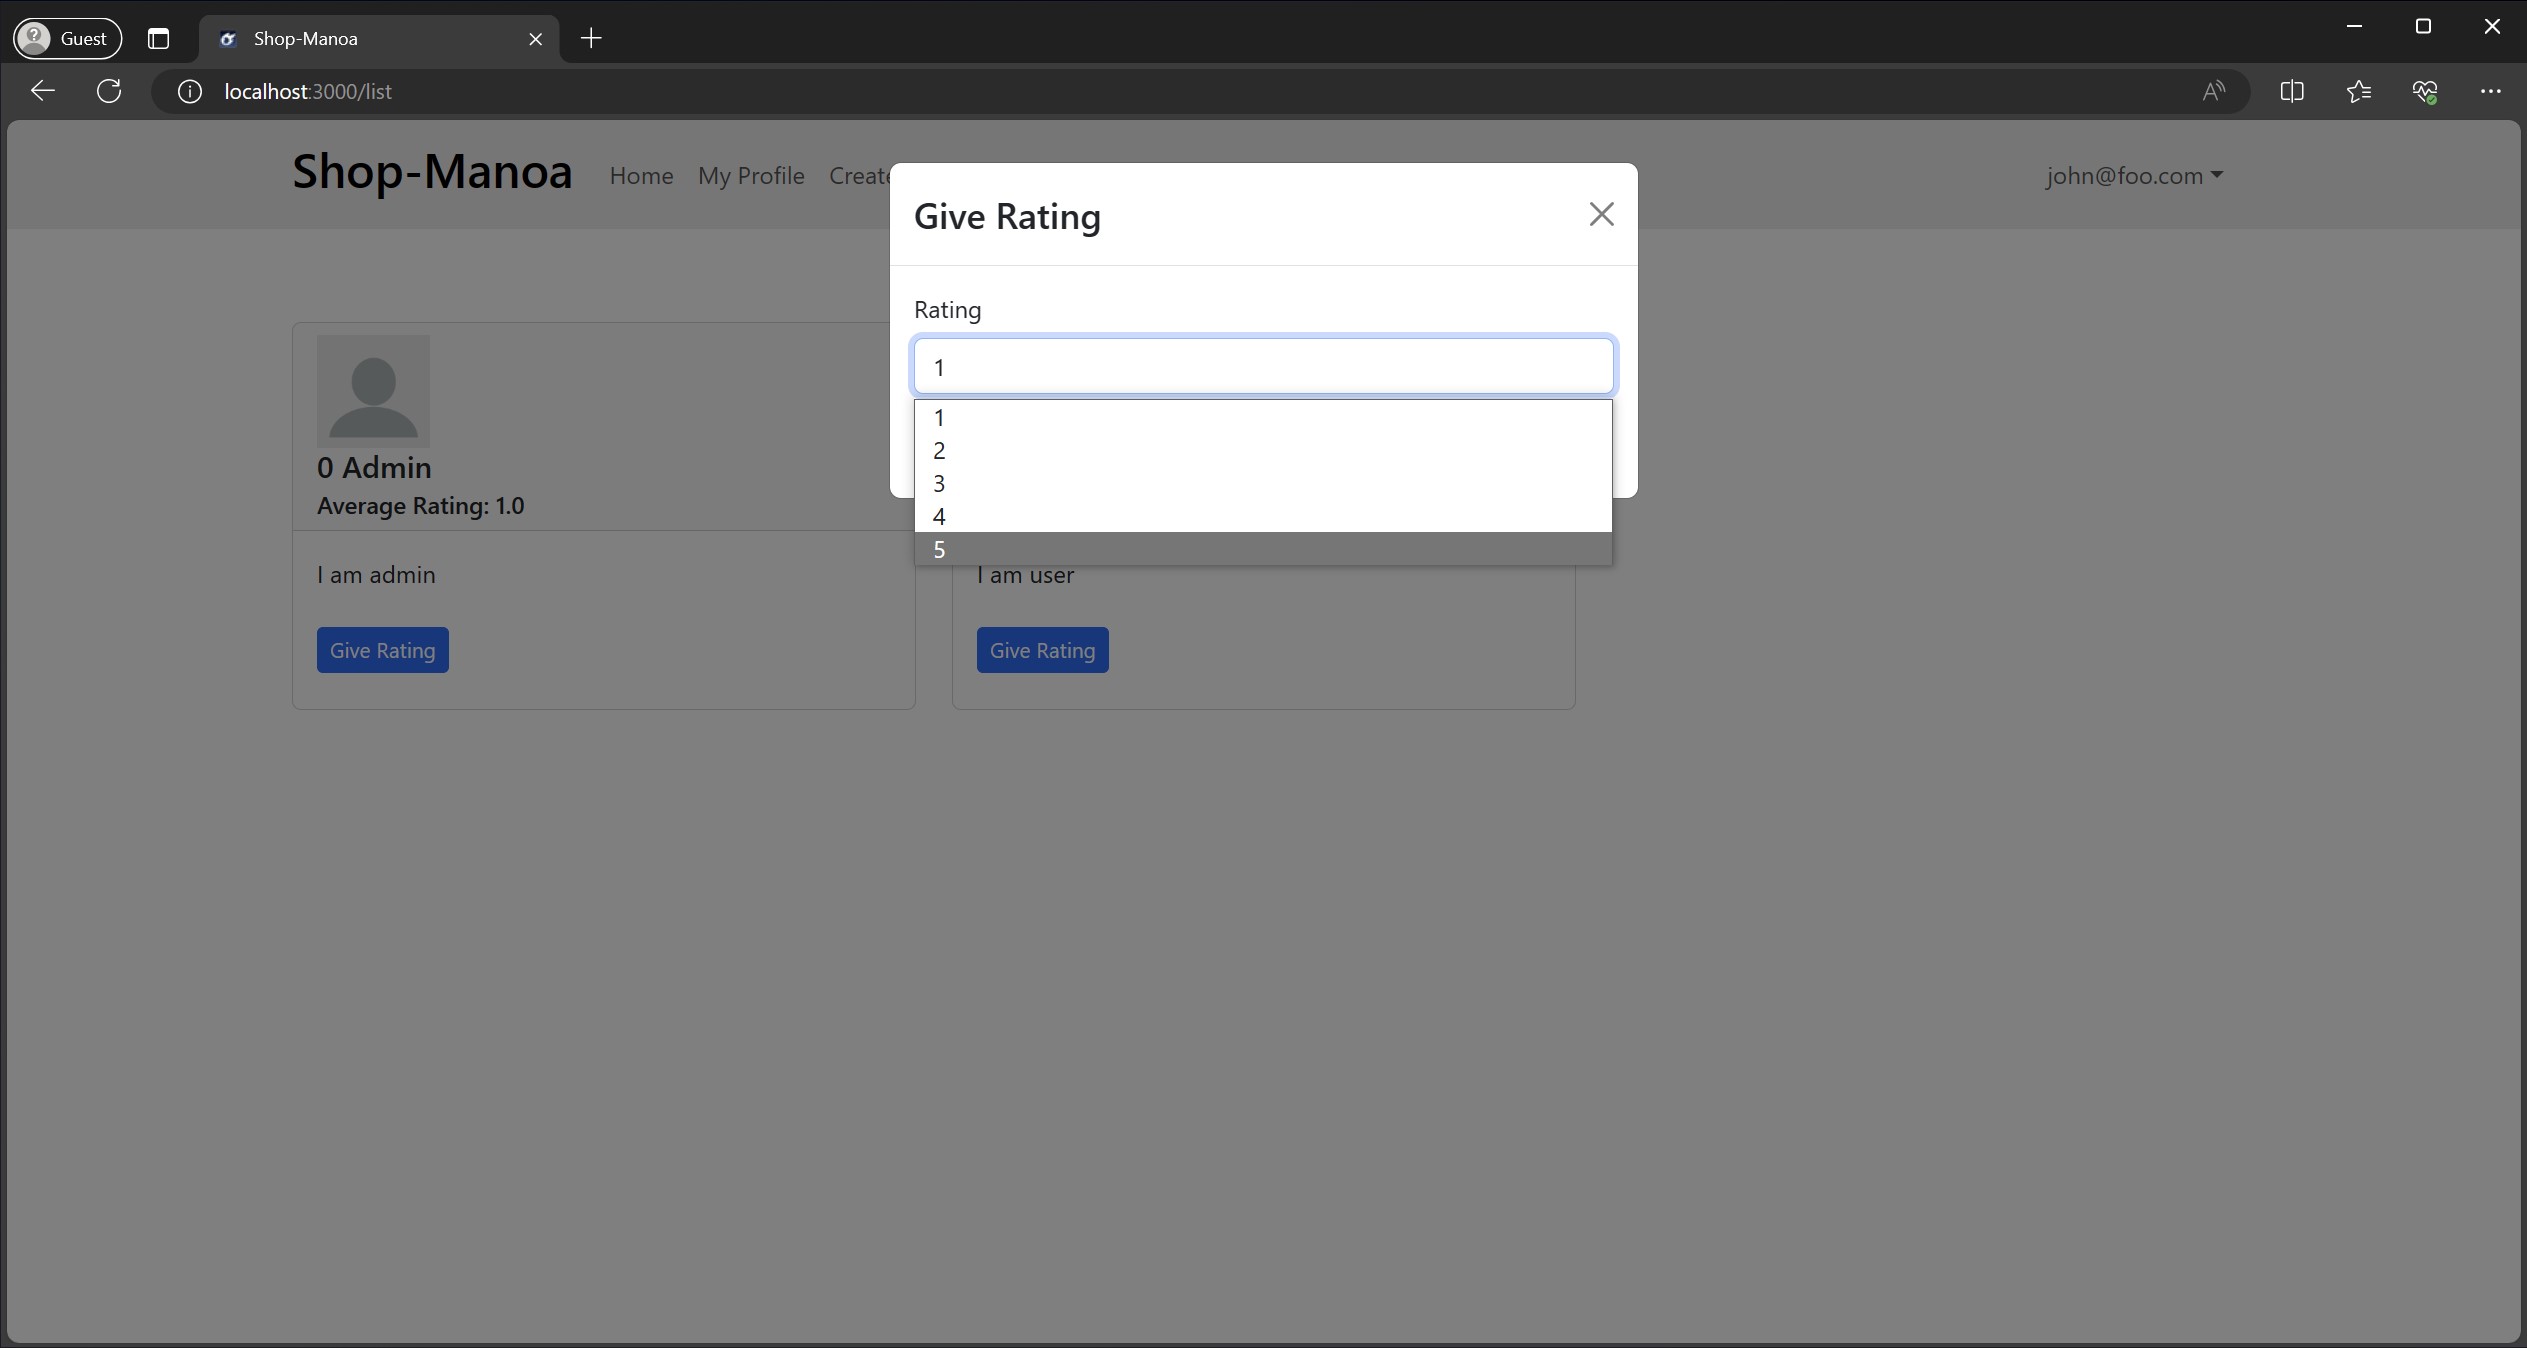 Guest
Shop-Manoa
localhost:3000/list
Shop-Manoa
Home
My Profile
Create
john@foo.com
Give Rating
Rating
1
1
2
3
4
5
0 Admin
Average Rating: 1.0
I am admin
Give Rating
I am user
Give Rating